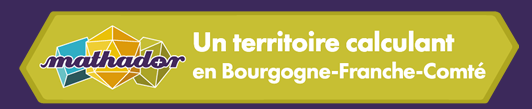 mathador
Un territoire calculant
en Bourgogne-Franche-Comté